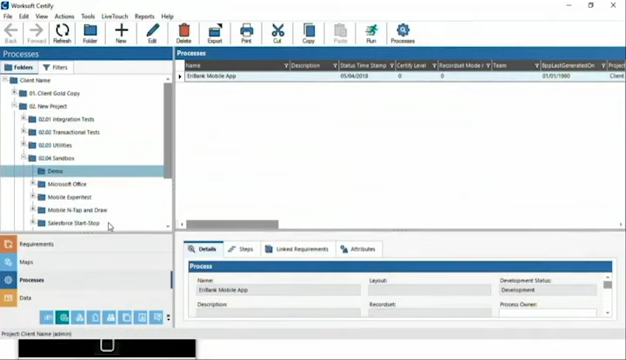 Worksoft Certify
File Edit View Actions Tools LiveTouch Reports Help
Back Forward Refresh Folder New Edit Delete Export Print Cut Copy Paste Run Processes
Processes
Folders Filters
Client Name
01. Client Gold Copy
02. New Project
02.01 Integration Tests
02.02 Transactional Tests
02.03 Utilities
02.04 Sandbox
Demo
Microsoft Office
Mobile Experitest
Mobile N-Tap and Draw
Salesforce Start-Stop
Requirements
Maps
Processes
Data
Processes
Name Description Status Time Stamp Certify Level Recordset Mode Team BppLastGeneratedOn Project
EriBank Mobile App 05/04/2018 0 0 01/01/1900 Client
Details Steps Linked Requirements Attributes
Process
Name: Layout: Development Status:
EriBank Mobile App Development
Description: Recordset: Process Owner:
Project: Client Name (admin)